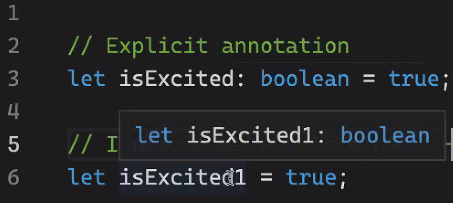 1
2 // Explicit annotation
3 let isExcited: boolean = true;
4
let isExcited1: boolean
5 // I
6 let isExcited1 = true;